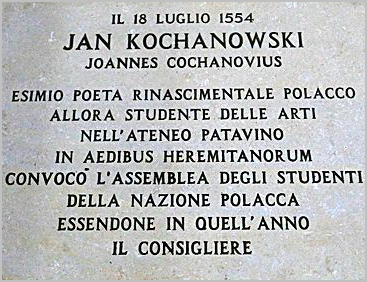 IL 18 LUGLIO 1554
JAN KOCHANOWSKI
JOANNES COCHANOVIUS
ESIMIO POETA RINASCIMENTALE POLACCO
ALLORA STUDENTE DELLE ARTI
NELL'ATENEO PATAVINO
IN AEDIBUS HEREMITANORUM
CONVOCÒ L'ASSEMBLEA DEGLI STUDENTI
DELLA NAZIONE POLACCA
ESSENDONE IN QUELL'ANNO
IL CONSIGLIERE